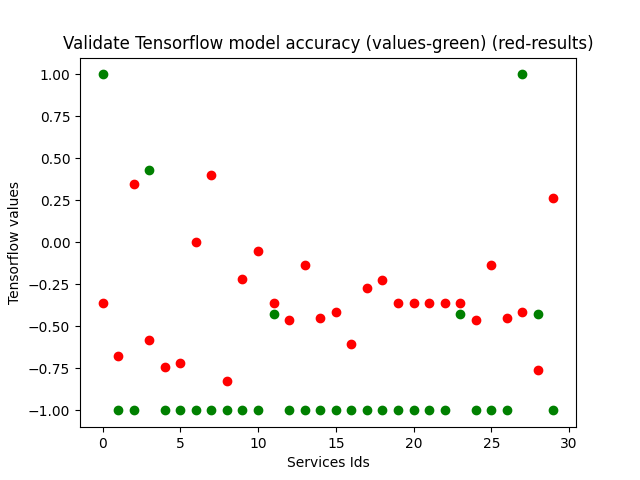 Validate Tensorflow model accuracy (values-green) (red-results)
1.00
0.75
0.50
0.25
0.00
−0.25
−0.50
−0.75
−1.00
Tensorflow values
0 5 10 15 20 25 30
Services Ids